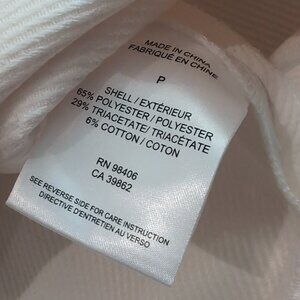 MADE IN CHINA
FABRIQUÉ EN CHINE
P
SHELL / EXTÉRIEUR
65% POLYESTER / POLYESTER
29% TRIACETATE/ TRIACÉTATE
6% COTTON / COTON
RN 98406
CA 39862
SEE REVERSE SIDE FOR CARE INSTRUCTION
DIRECTIVE D'ENTRETIEN AU VERSO